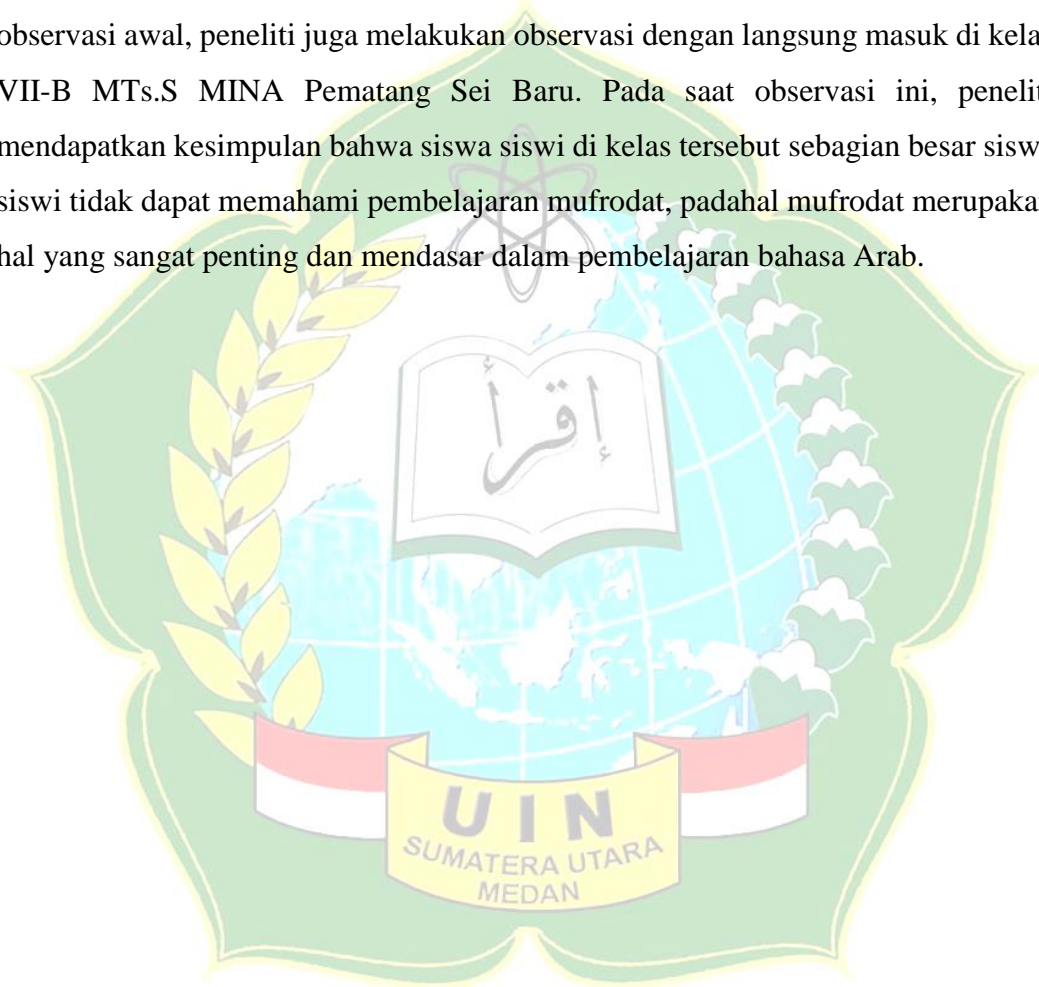 observasi awal, peneliti juga melakukan observasi dengan langsung masuk di kela
VII-B MTs.S MINA Pematang Sei Baru. Pada saat observasi ini, penelit
mendapatkan kesimpulan bahwa siswa siswi di kelas tersebut sebagian besar sisw
siswi tidak dapat memahami pembelajaran mufrodat, padahal mufrodat merupaka
hal yang sangat penting dan mendasar dalam pembelajaran bahasa Arab.
إقرأ
UIN
SUMATERA UTARA
MEDAN